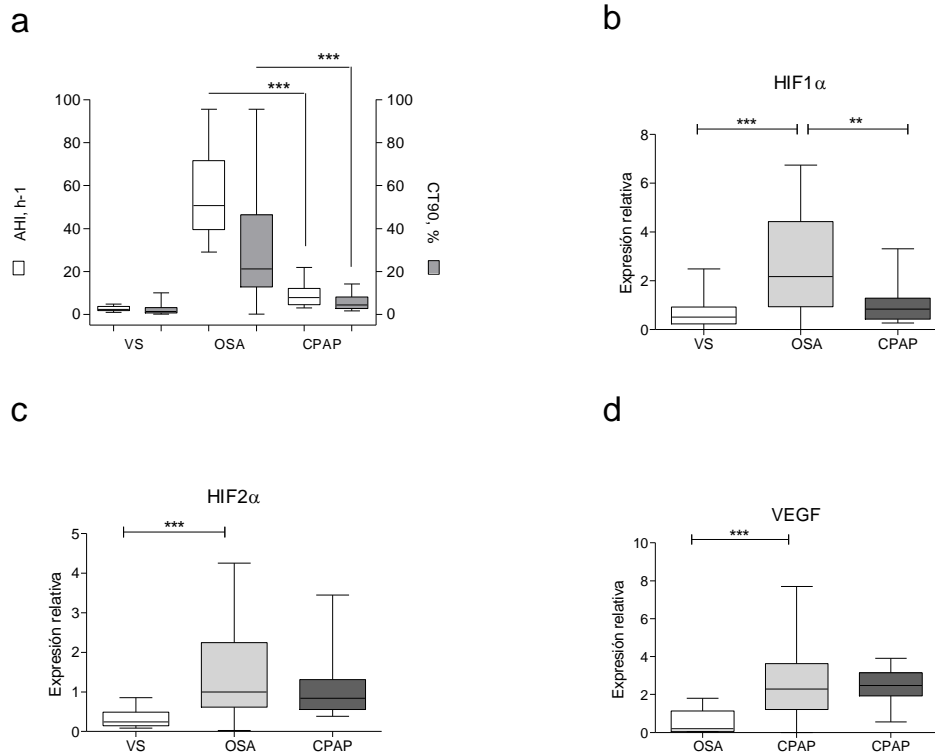 a
***
***
100
80
60
40
20
0
AHI, h-1
100
80
60
40
20
0
CT90, %
VS OSA CPAP
b
HIF1α
*** **
Expresión relativa
8
6
4
2
0
VS OSA CPAP
c
HIF2α
***
Expresión relativa
5
4
3
2
1
0
VS OSA CPAP
d
VEGF
***
Expresión relativa
10
8
6
4
2
0
OSA CPAP CPAP